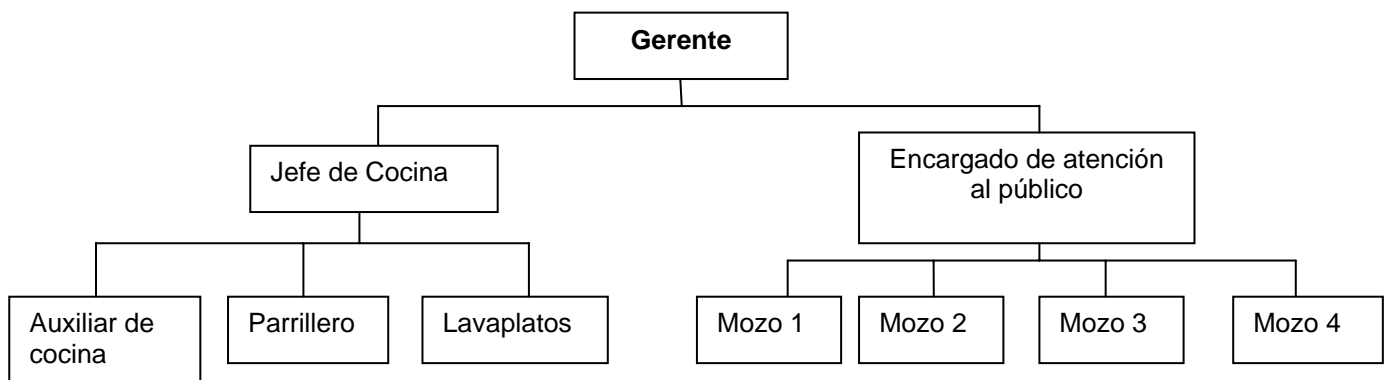 Gerente
Jefe de Cocina
Encargado de atención
al público
Auxiliar de
cocina
Parrillero
Lavaplatos
Mozo 1
Mozo 2
Mozo 3
Mozo 4